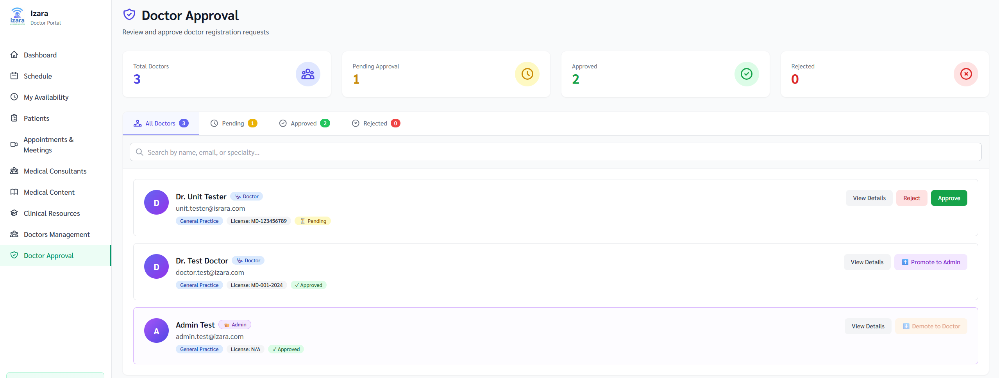 izara
Izara
Doctor Portal
Dashboard
Schedule
My Availability
Patients
Appointments &
Meetings
Medical Consultants
Medical Content
Clinical Resources
Doctors Management
Doctor Approval
Doctor Approval
Review and approve doctor registration requests
Total Doctors
3
Pending Approval
1
Approved
2
Rejected
0
All Doctors 3 Pending 1 Approved 2 Rejected 0
Search by name, email, or specialty...
D
Dr. Unit Tester Doctor
unit.tester@israra.com
General Practice License: MD-123456789 ⏳ Pending
View Details Reject Approve
D
Dr. Test Doctor Doctor
doctor.test@izara.com
General Practice License: MD-001-2024 ✓ Approved
View Details ⬆️ Promote to Admin
A
Admin Test 👑 Admin
admin.test@izara.com
General Practice License: N/A ✓ Approved
View Details ⬇️ Demote to Doctor